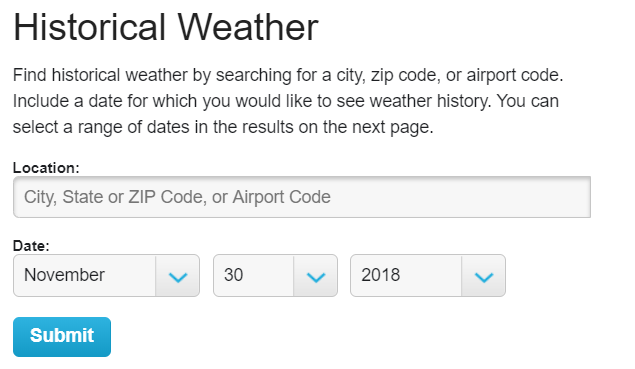 Historical Weather
Find historical weather by searching for a city, zip code, or airport code.
Include a date for which you would like to see weather history. You can
select a range of dates in the results on the next page.
Location:
City, State or ZIP Code, or Airport Code
Date:
November 30 2018
Submit